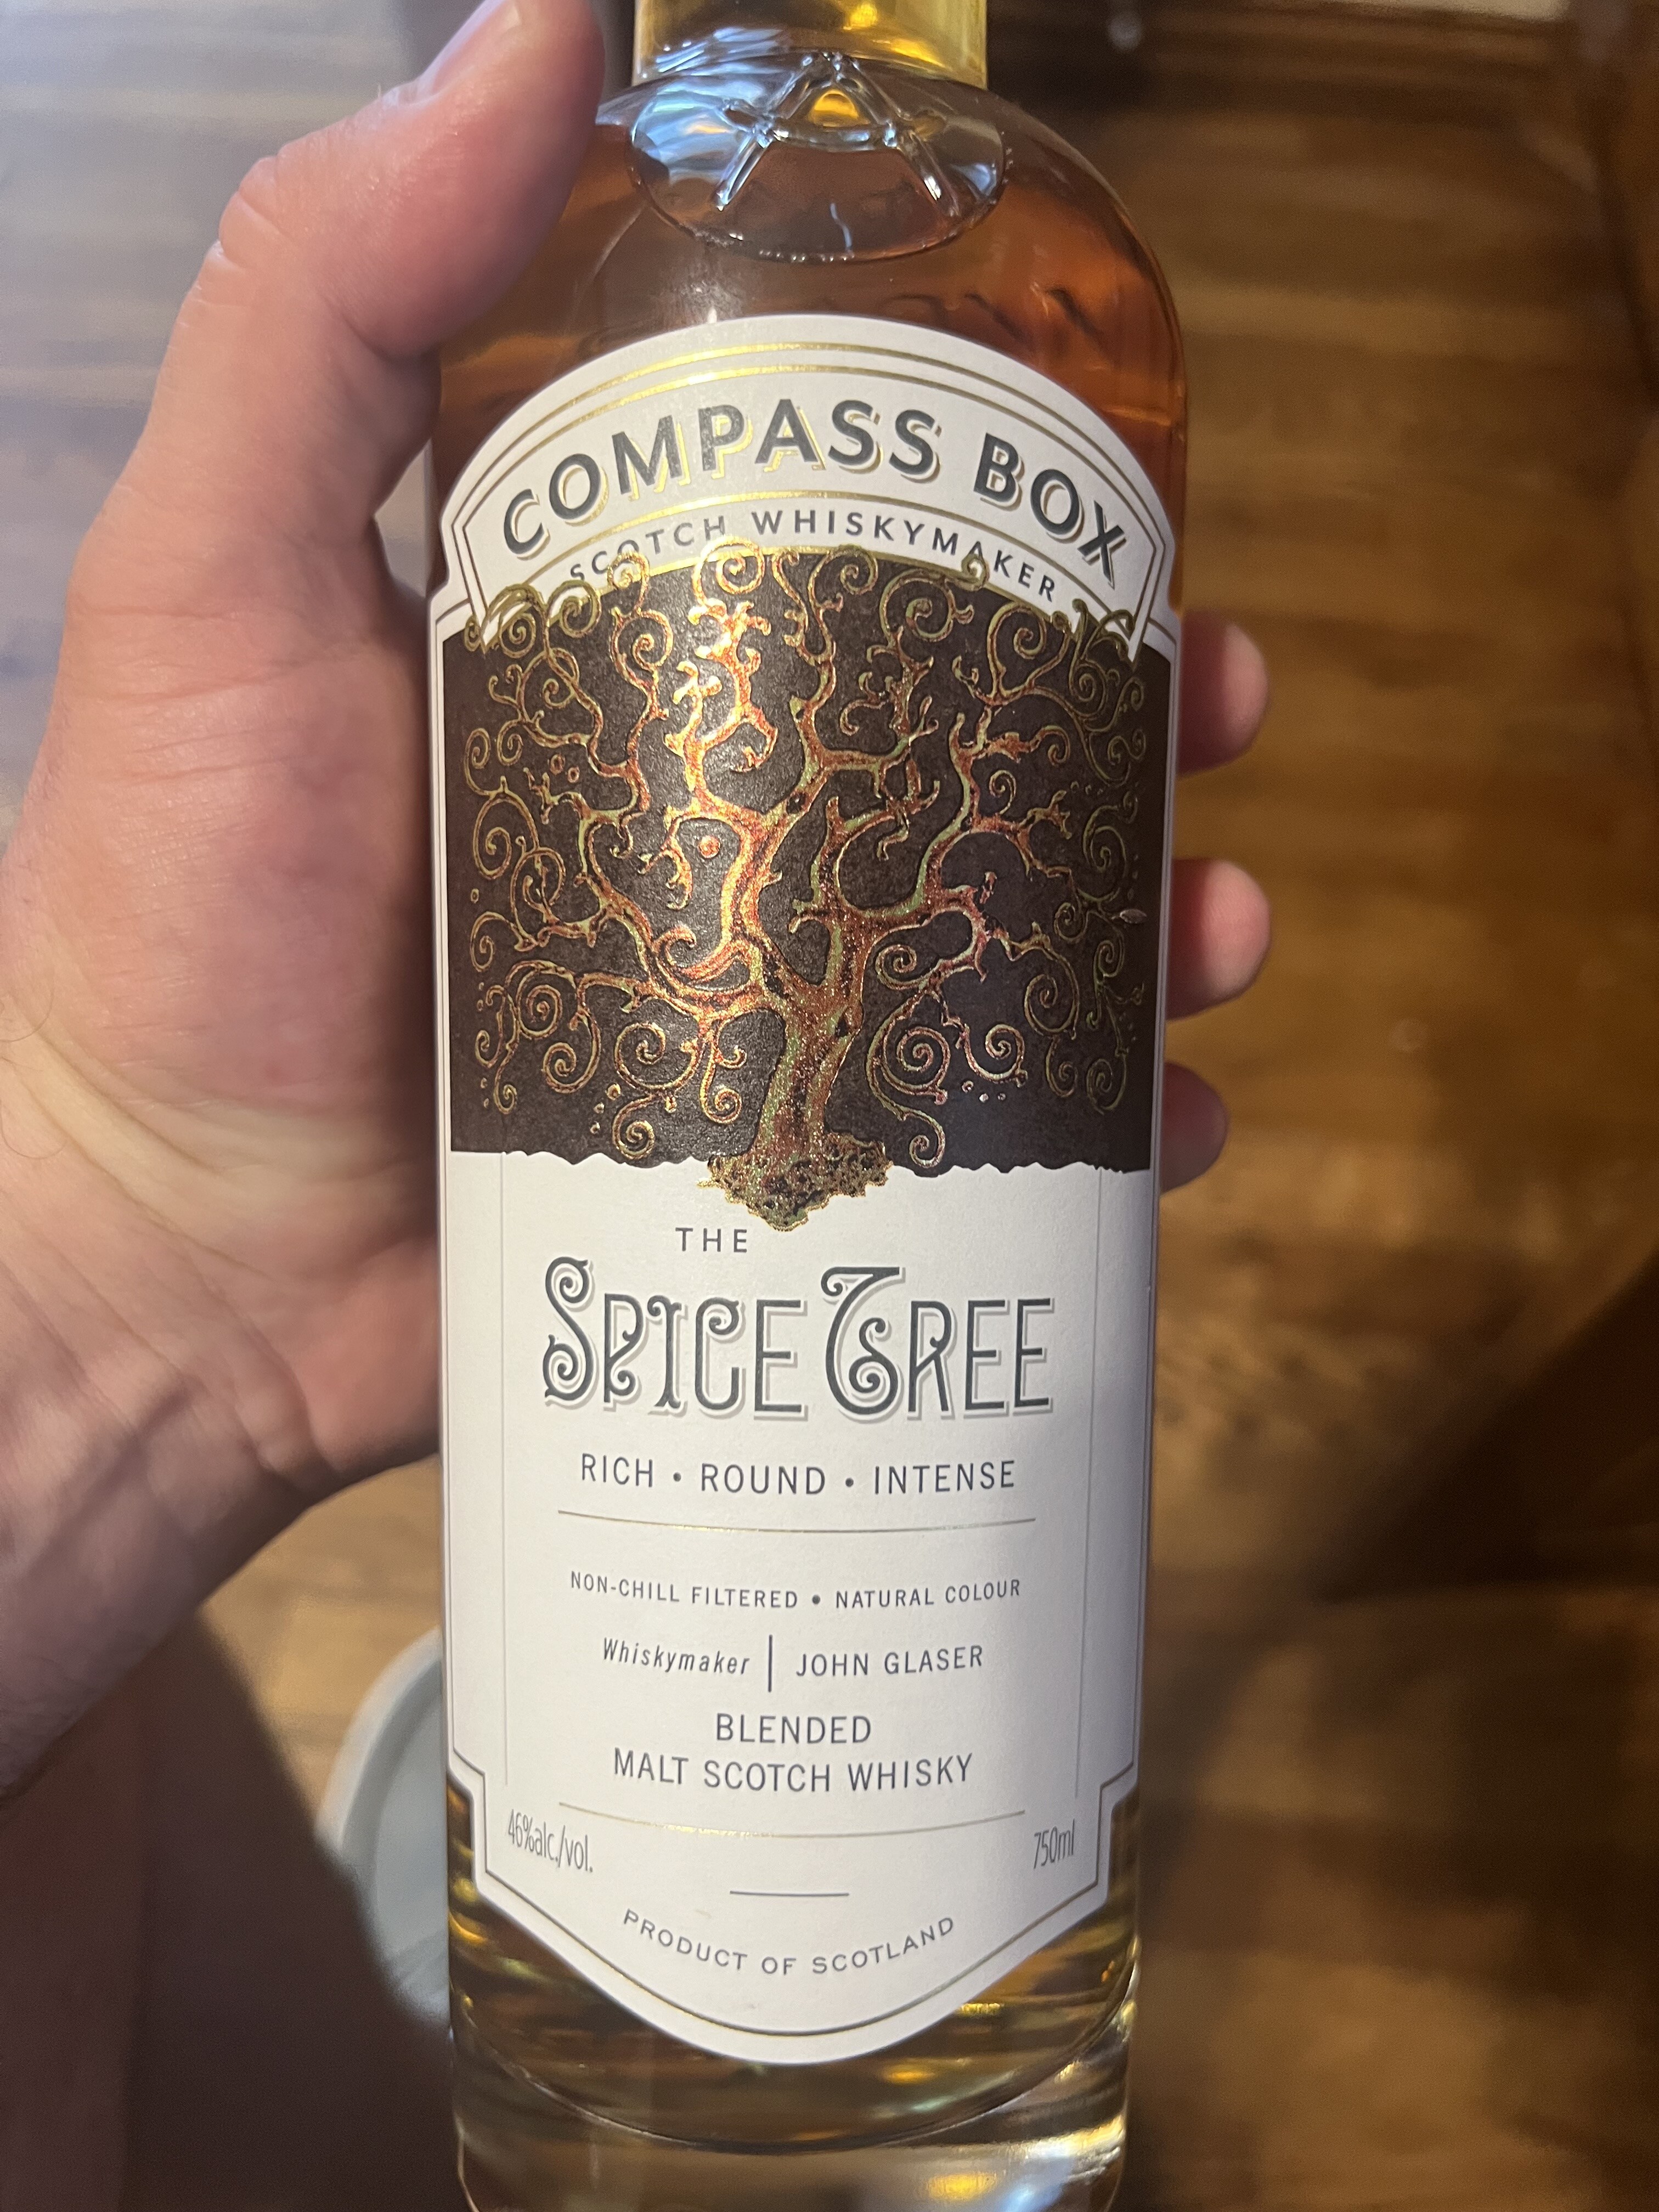 COMPASS BOX
SCOTCH WHISKYMAKER
THE
SPICE TREE
RICH • ROUND • INTENSE
NON-CHILL FILTERED • NATURAL COLOUR
Whiskymaker | JOHN GLASER
BLENDED
MALT SCOTCH WHISKY
46%alc./vol. 750ml
PRODUCT OF SCOTLAND